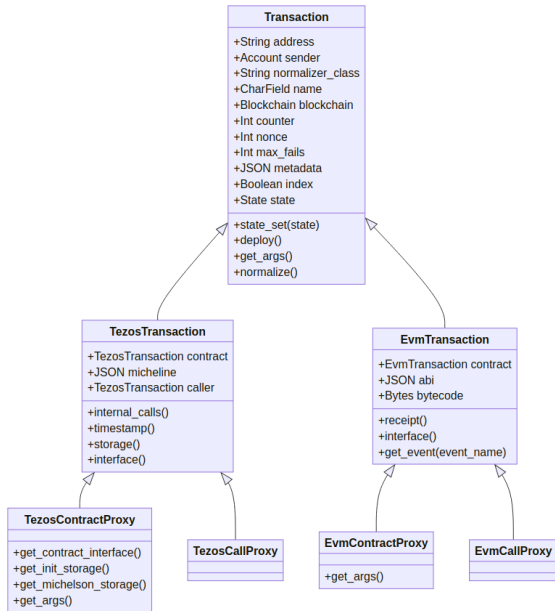 Transaction
+String address
+Account sender
+String normalizer_class
+CharField name
+Blockchain blockchain
+Int counter
+Int nonce
+Int max_fails
+JSON metadata
+Boolean index
+State state
+state_set(state)
+deploy()
+get_args()
+normalize()
TezosTransaction
+TezosTransaction contract
+JSON micheline
+TezosTransaction caller
+internal_calls()
+timestamp()
+storage()
+interface()
EvmTransaction
+EvmTransaction contract
+JSON abi
+Bytes bytecode
+receipt()
+interface()
+get_event(event_name)
TezosContractProxy
+get_contract_interface()
+get_init_storage()
+get_michelson_storage()
+get_args()
TezosCallProxy
EvmContractProxy
+get_args()
EvmCallProxy